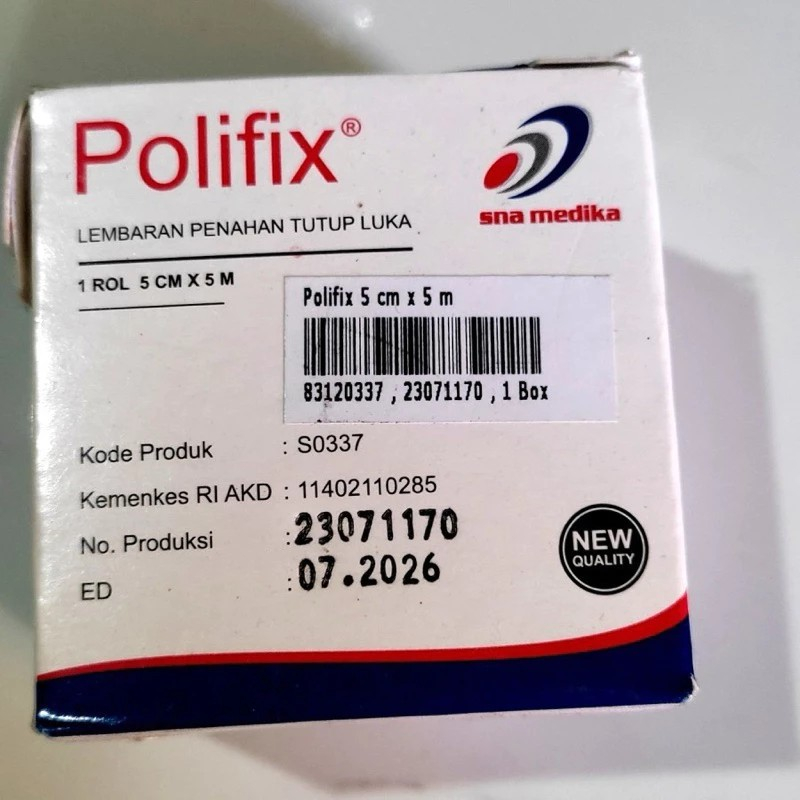 Polifix®
sna medika
LEMBARAN PENAHAN TUTUP LUKA
1 ROL 5 CM X 5 M
Polifix 5 cm x 5 m
83120337 , 23071170 , 1 Box
Kode Produk : S0337
Kemenkes RI AKD : 11402110285
No. Produksi : 23071170
ED : 07.2026
NEW
QUALITY